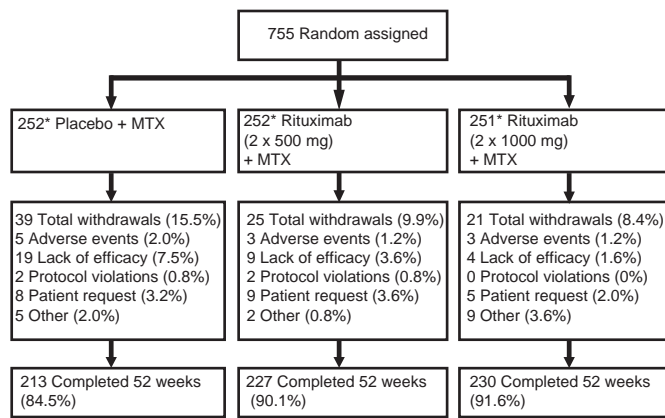 755 Random assigned
252* Placebo + MTX
252* Rituximab
(2 x 500 mg)
+ MTX
251* Rituximab
(2 x 1000 mg)
+ MTX
39 Total withdrawals (15.5%)
5 Adverse events (2.0%)
19 Lack of efficacy (7.5%)
2 Protocol violations (0.8%)
8 Patient request (3.2%)
5 Other (2.0%)
25 Total withdrawals (9.9%)
3 Adverse events (1.2%)
9 Lack of efficacy (3.6%)
2 Protocol violations (0.8%)
9 Patient request (3.6%)
2 Other (0.8%)
21 Total withdrawals (8.4%)
3 Adverse events (1.2%)
4 Lack of efficacy (1.6%)
0 Protocol violations (0%)
5 Patient request (2.0%)
9 Other (3.6%)
213 Completed 52 weeks
(84.5%)
227 Completed 52 weeks
(90.1%)
230 Completed 52 weeks
(91.6%)